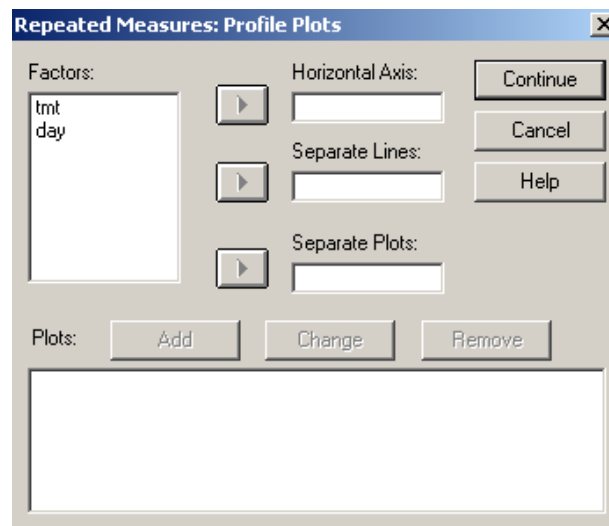 Repeated Measures: Profile Plots
Factors:
tmt
day
Horizontal Axis:
Separate Lines:
Separate Plots:
Continue
Cancel
Help
Plots:
Add
Change
Remove